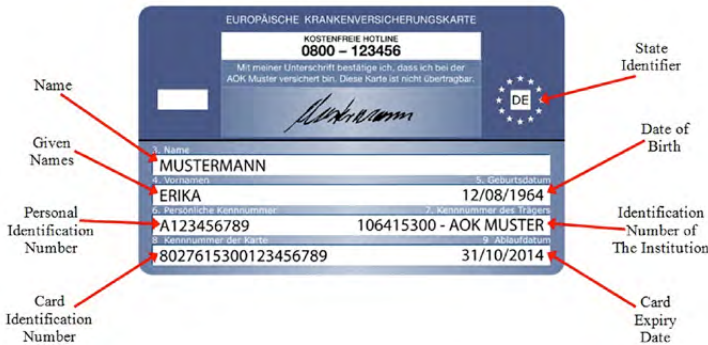 EUROPÄISCHE KRANKENVERSICHERUNGSKARTE
KOSTENFREIE HOTLINE
0800 – 123456
Mit meiner Unterschrift bestätige ich, dass ich bei der
AOK Muster versichert bin. Diese Karte ist nicht übertragbar.
Mustermann
DE
State
Identifier
Name
3. Name
MUSTERMANN
Given
Names
4. Vornamen
5. Geburtsdatum
ERIKA
12/08/1964
Date of
Birth
Personal
Identification
Number
6. Persönliche Kennnummer
7. Kennnummer des Trägers
A123456789
106415300 - AOK MUSTER
Identification
Number of
The Institution
8 Kennnummer der Karte
9 Ablaufdatum
8027615300123456789
31/10/2014
Card
Identification
Number
Card
Expiry
Date